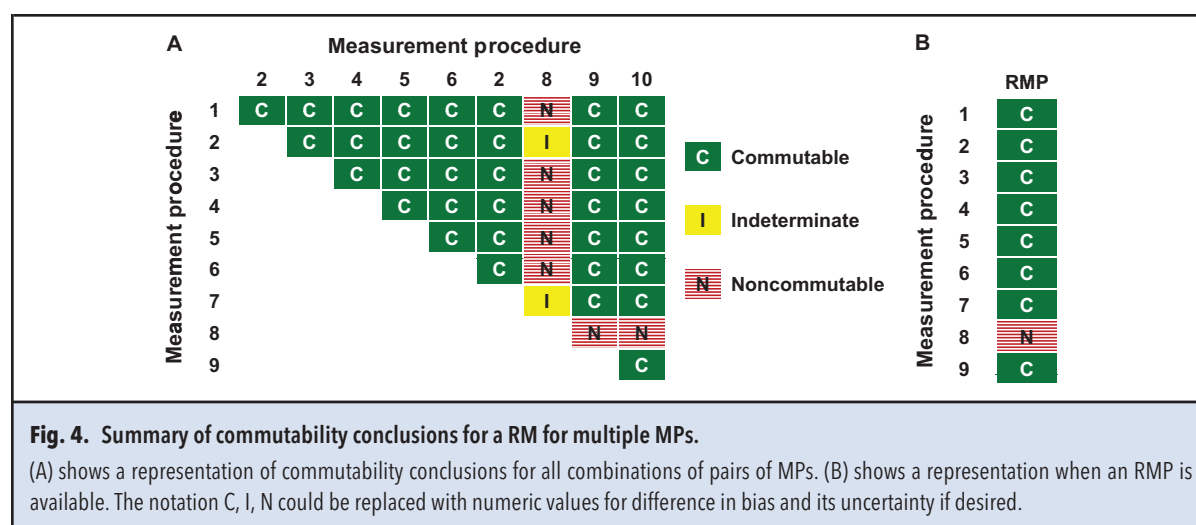 A
Measurement procedure
B
2 3 4 5 6 2 8 9 10
RMP
Measurement procedure
1 C C C C C C N C C
2 C C C C C I C C
3 C C C C N C C
4 C C C N C C
5 C C N C C
6 C N C C
7 I C C
8 N N
9 C
C Commutable
I Indeterminate
N Noncommutable
Measurement procedure
1 C
2 C
3 C
4 C
5 C
6 C
7 C
8 N
9 C
Fig. 4. Summary of commutability conclusions for a RM for multiple MPs.
(A) shows a representation of commutability conclusions for all combinations of pairs of MPs. (B) shows a representation when an RMP is
available. The notation C, I, N could be replaced with numeric values for difference in bias and its uncertainty if desired.